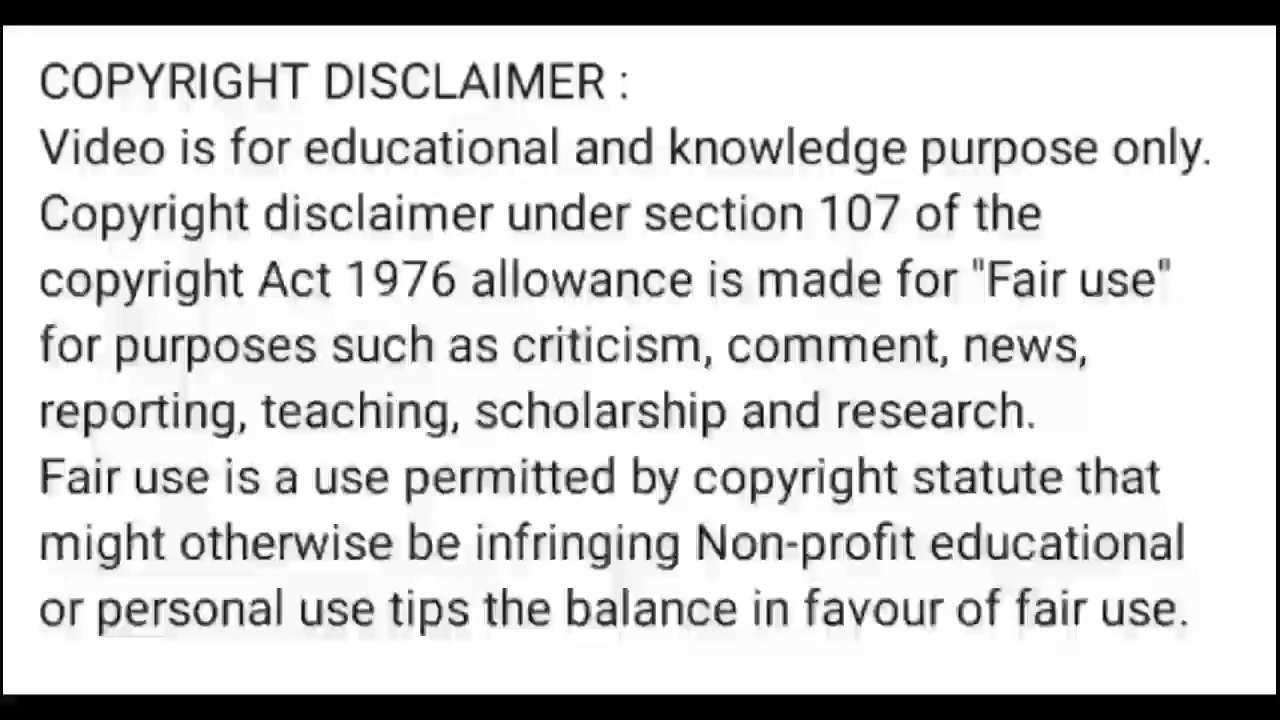 COPYRIGHT DISCLAIMER :
Video is for educational and knowledge purpose only.
Copyright disclaimer under section 107 of the
copyright Act 1976 allowance is made for "Fair use"
for purposes such as criticism, comment, news,
reporting, teaching, scholarship and research.
Fair use is a use permitted by copyright statute that
might otherwise be infringing Non-profit educational
or personal use tips the balance in favour of fair use.